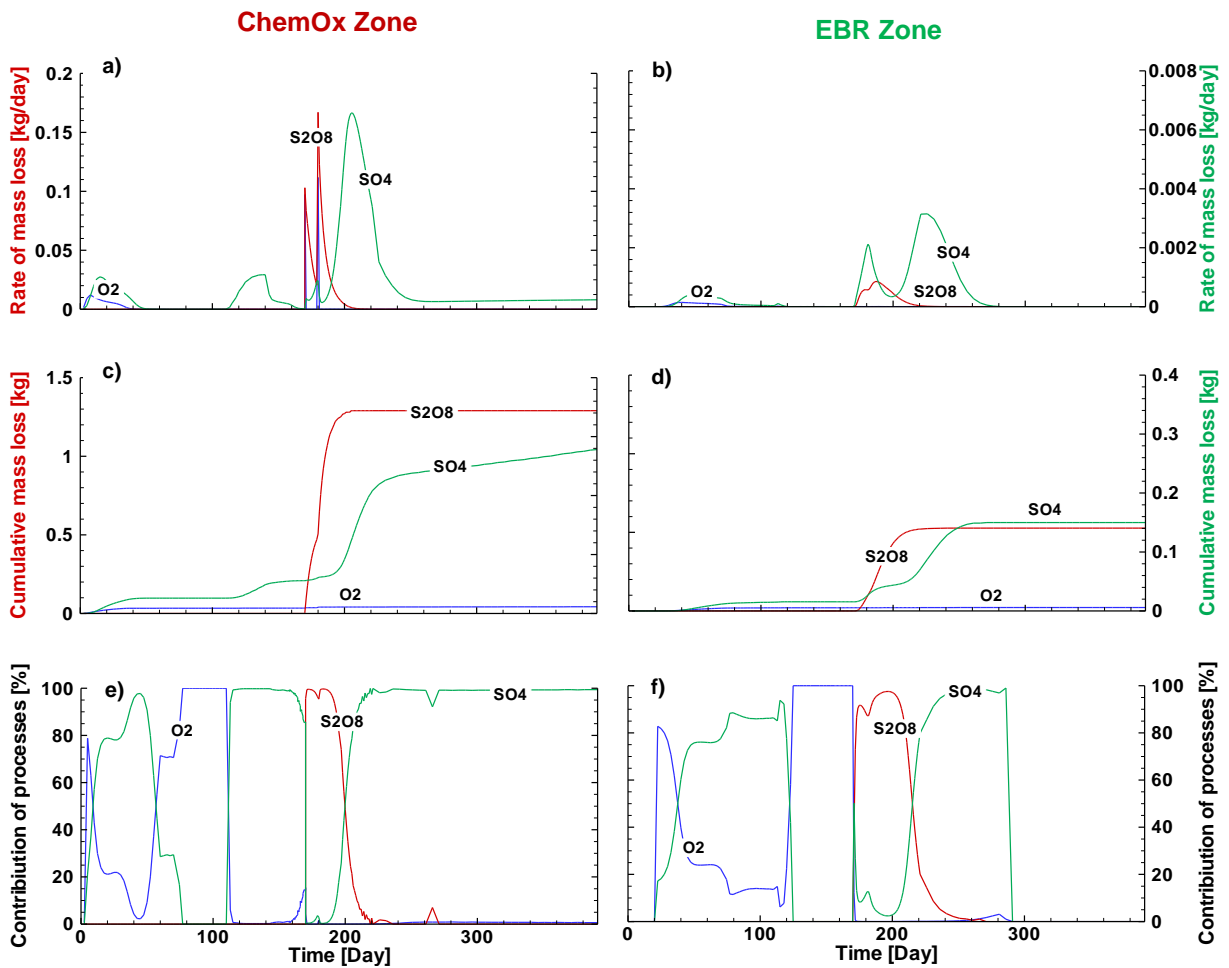 ChemOx Zone
EBR Zone
a)
Rate of mass loss [kg/day]
0.2
0.15
0.1
0.05
0
S2O8
SO4
O2
b)
0.008
0.006
0.004
0.002
0
Rate of mass loss [kg/day]
SO4
O2
S2O8
c)
Cumulative mass loss [kg]
1.5
1
0.5
0
S2O8
SO4
O2
d)
0.4
0.3
0.2
0.1
0
Cumulative mass loss [kg]
SO4
S2O8
O2
e)
Contribiution of processes [%]
100
80
60
40
20
0
O2
S2O8
SO4
0 100 200 300
Time [Day]
f)
100
80
60
40
20
0
Contribiution of processes [%]
SO4
S2O8
O2
0 100 200 300
Time [Day]